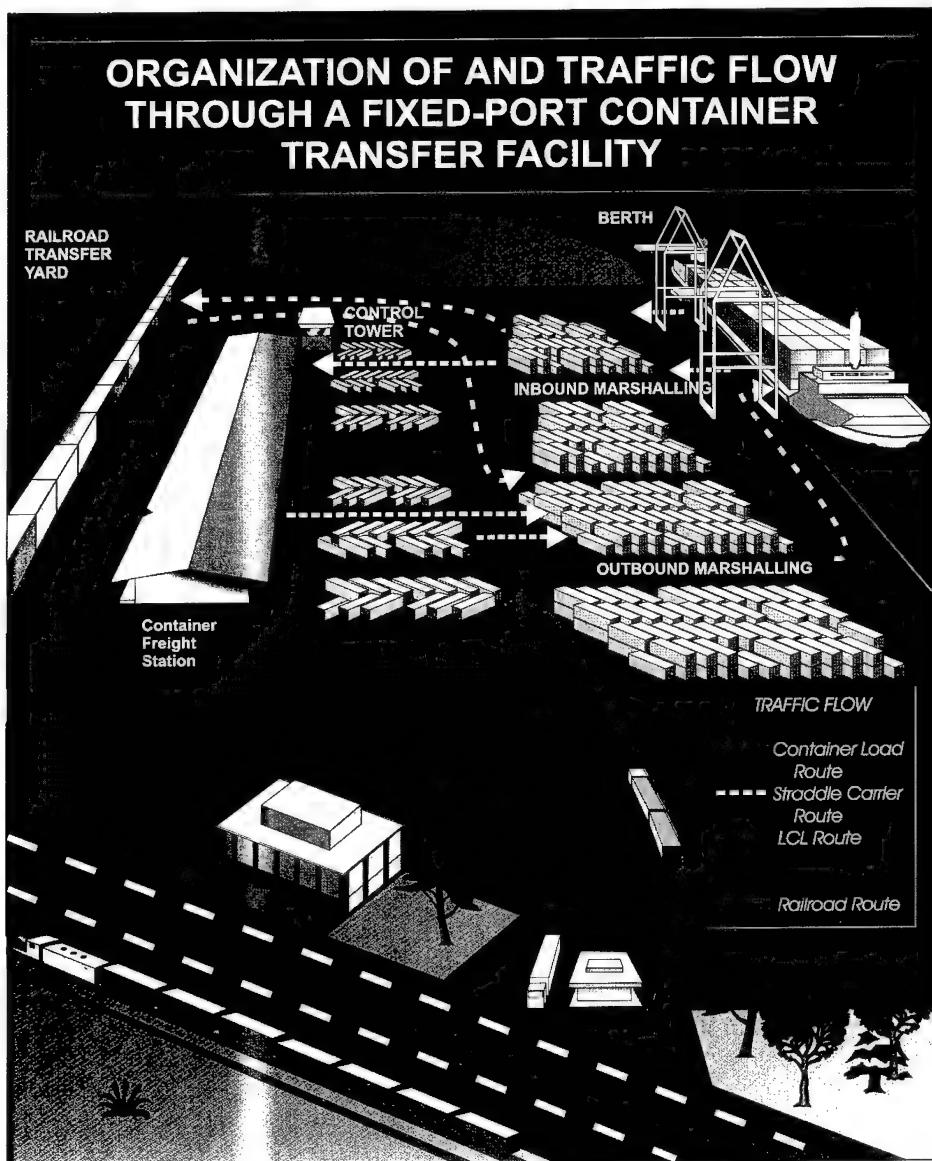 ORGANIZATION OF AND TRAFFIC FLOW
THROUGH A FIXED-PORT CONTAINER
TRANSFER FACILITY
BERTH
RAILROAD
TRANSFER
YARD
CONTROL
TOWER
INBOUND MARSHALLING
OUTBOUND MARSHALLING
Container
Freight
Station
TRAFFIC FLOW
Container Load
Route
Straddle Carrier
Route
LCL Route
Railroad Route